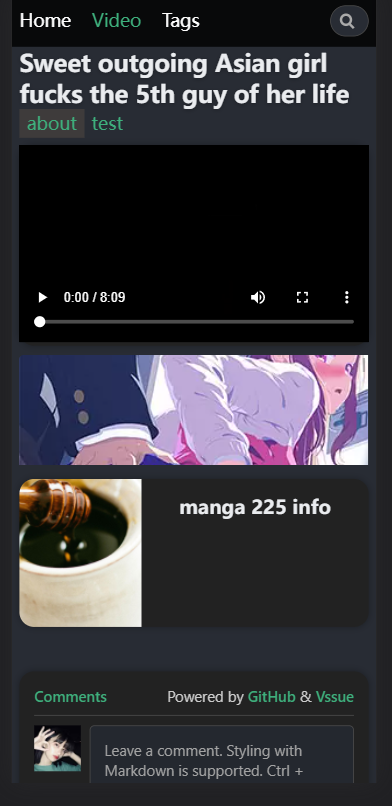 Home Video Tags
Sweet outgoing Asian girl
fucks the 5th guy of her life
about test
0:00 / 8:09
manga 225 info
Comments Powered by GitHub & Vssue
Leave a comment. Styling with
Markdown is supported. Ctrl +